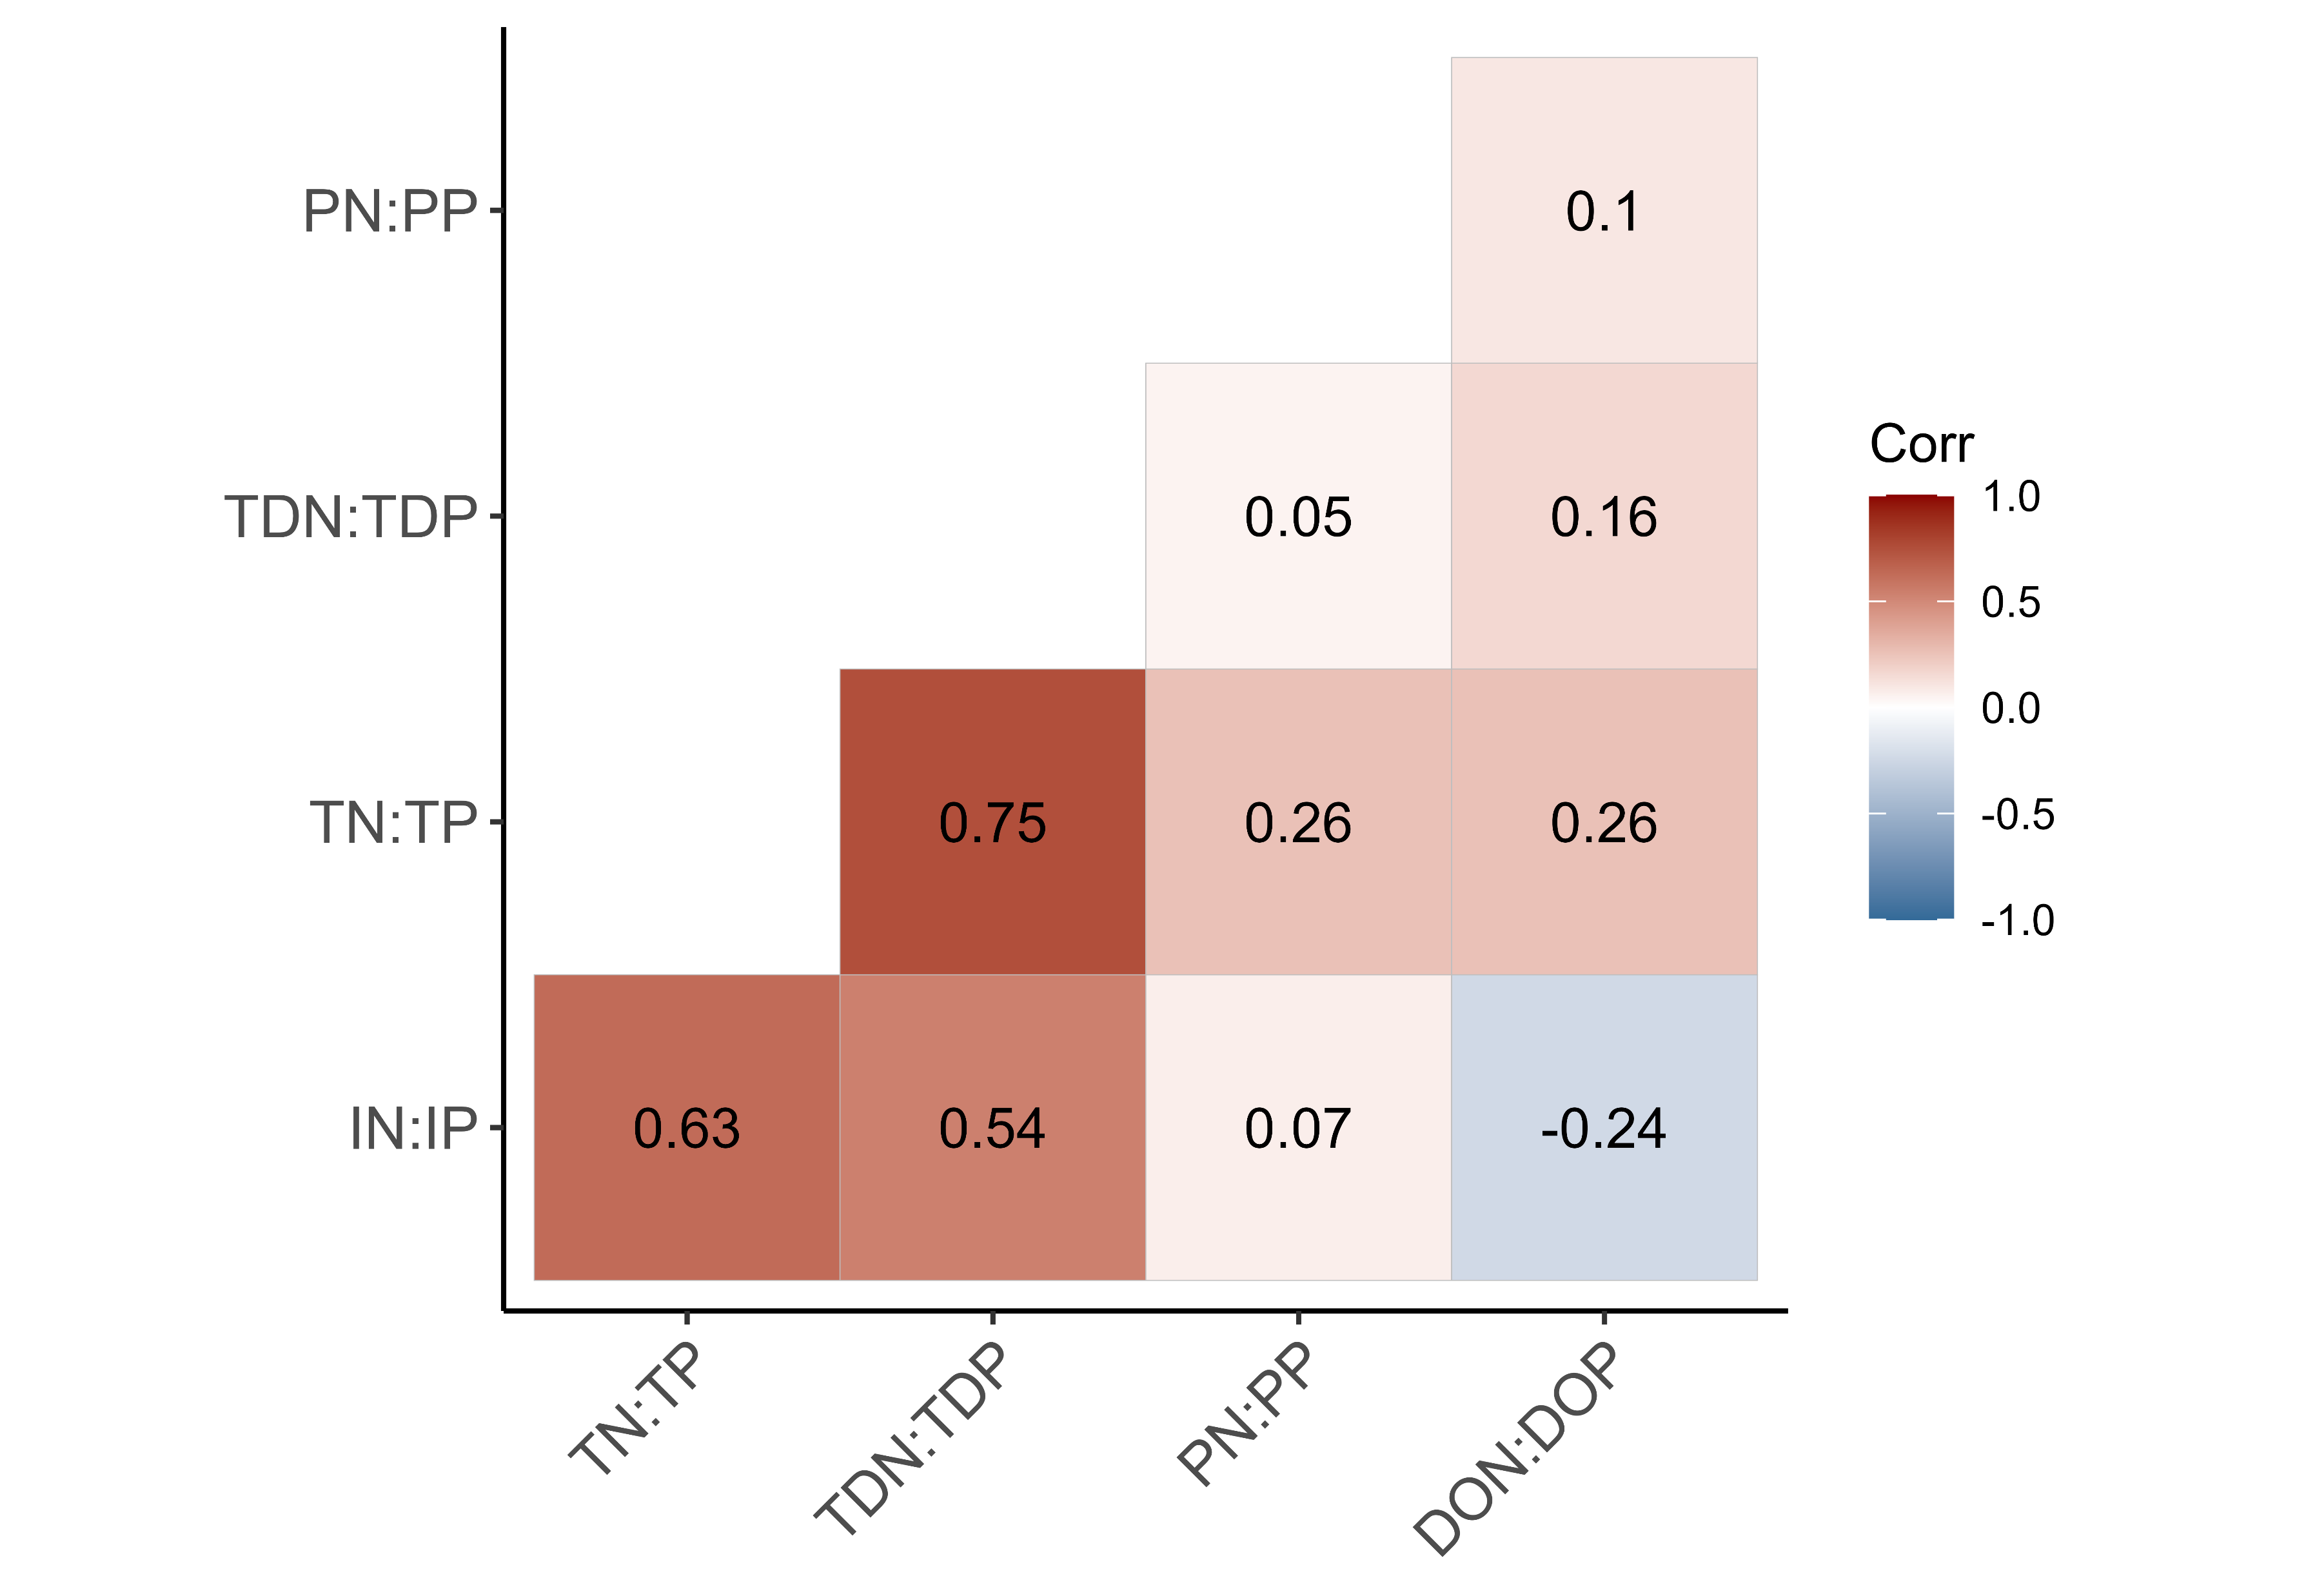 PN:PP
0.1
TDN:TDP
0.05
0.16
TN:TP
0.75
0.26
0.26
IN:IP
0.63
0.54
0.07
-0.24
TN:TP
TDN:TDP
PN:PP
DON:DOP
Corr
1.0
0.5
0.0
-0.5
-1.0